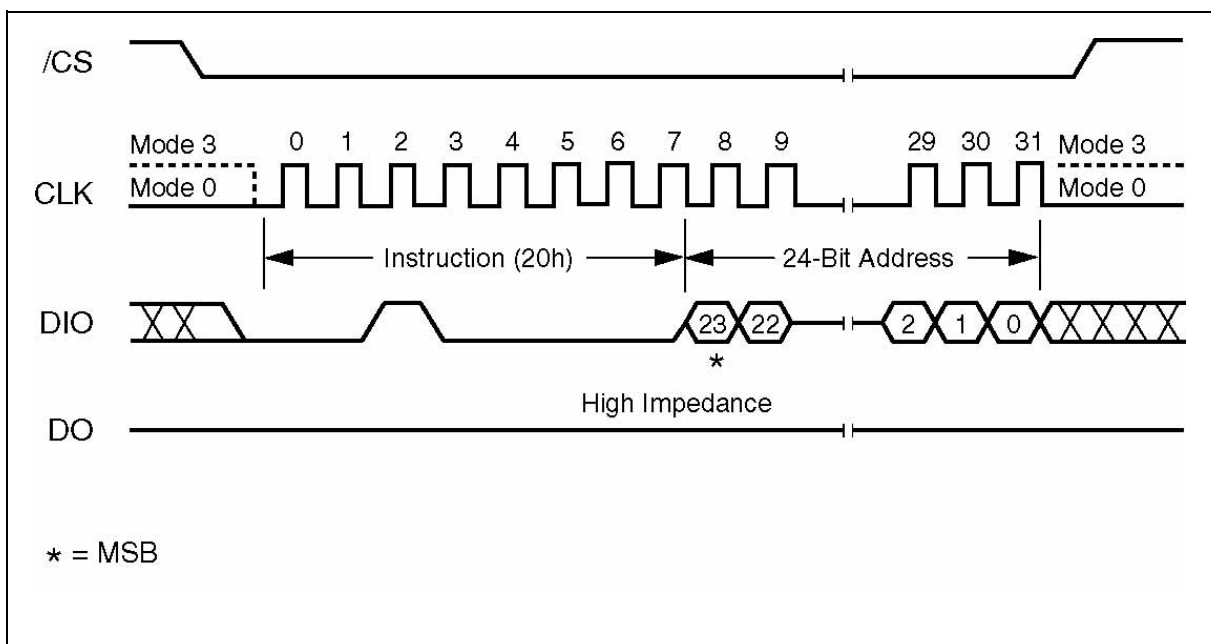 /CS
Mode 3
0 1 2 3 4 5 6 7 8 9 29 30 31
Mode 3
CLK
Mode 0
Mode 0
Instruction (20h)
24-Bit Address
DIO
23 22 2 1 0
*
High Impedance
DO
* = MSB